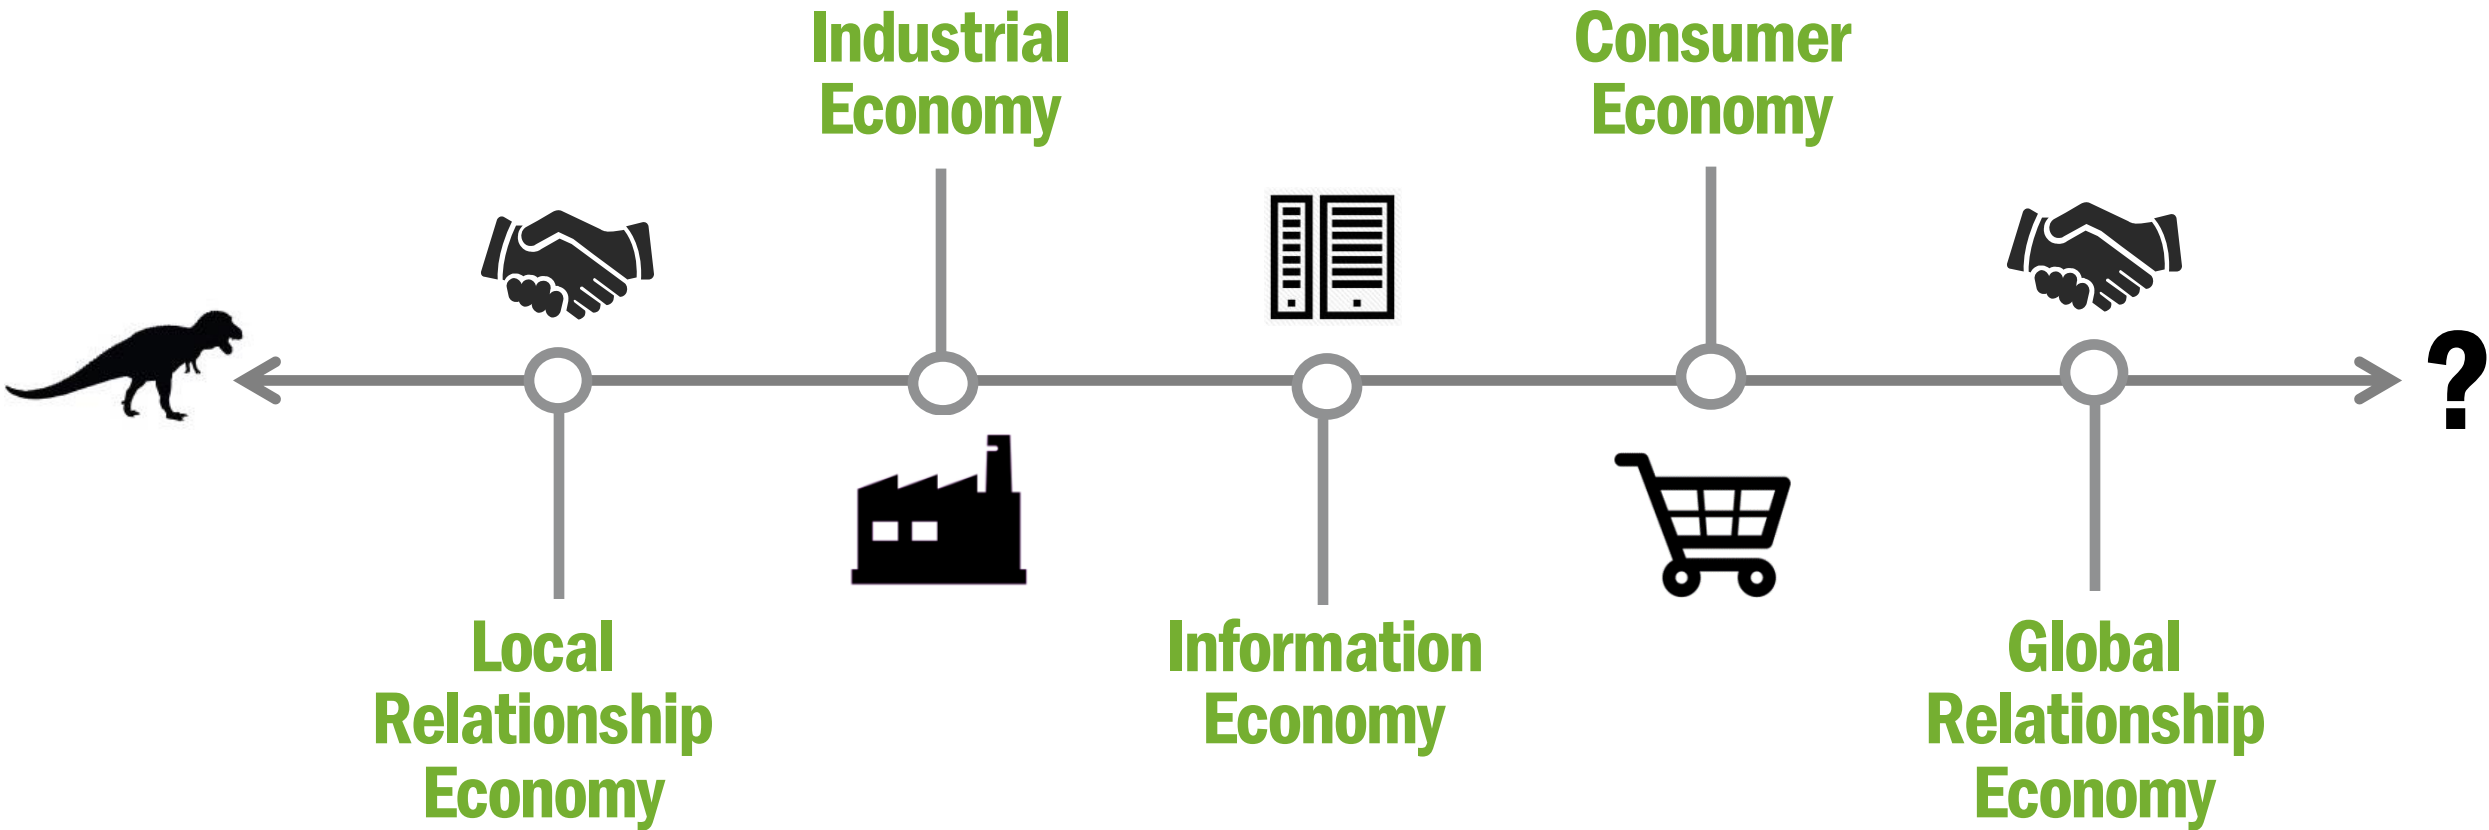 Industrial
Economy
Consumer
Economy
?
Local
Relationship
Economy
Information
Economy
Global
Relationship
Economy